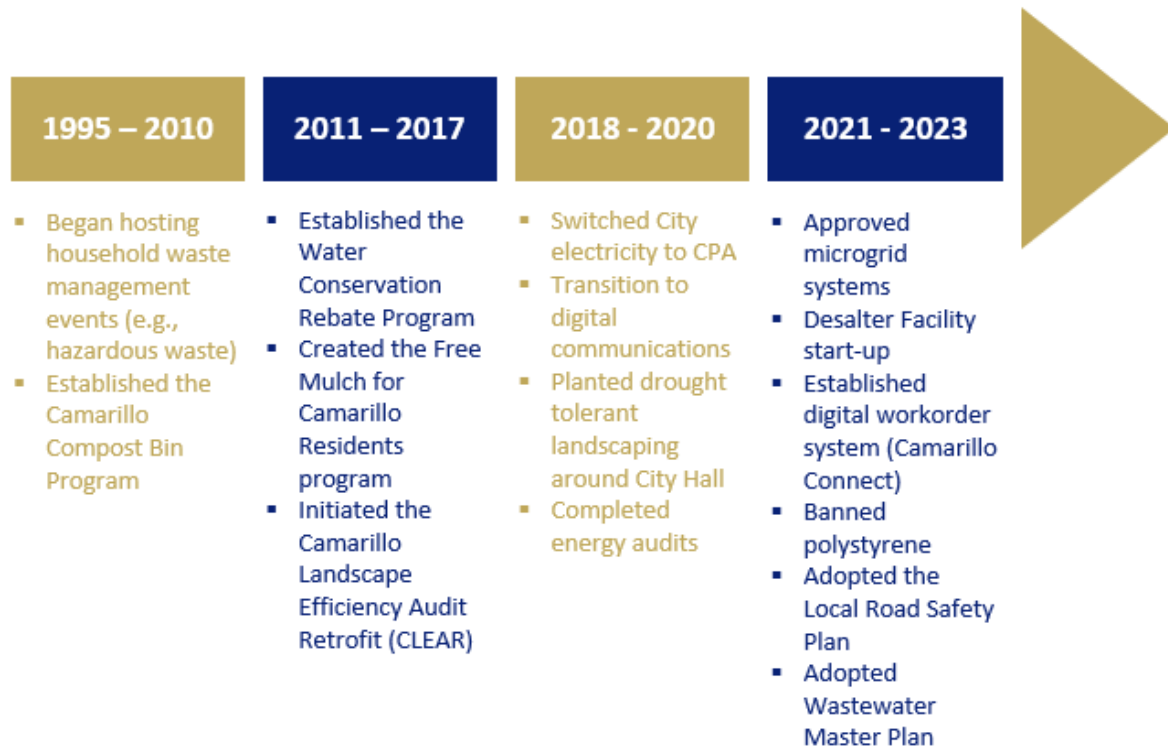 1995 – 2010
▪ Began hosting
household waste
management
events (e.g.,
hazardous waste)
▪ Established the
Camarillo
Compost Bin
Program
2011 – 2017
▪ Established the
Water
Conservation
Rebate Program
▪ Created the Free
Mulch for
Camarillo
Residents
program
▪ Initiated the
Camarillo
Landscape
Efficiency Audit
Retrofit (CLEAR)
2018 - 2020
▪ Switched City
electricity to CPA
▪ Transition to
digital
communications
▪ Planted drought
tolerant
landscaping
around City Hall
▪ Completed
energy audits
2021 - 2023
▪ Approved
microgrid
systems
▪ Desalter Facility
start-up
▪ Established
digital workorder
system (Camarillo
Connect)
▪ Banned
polystyrene
▪ Adopted the
Local Road Safety
Plan
▪ Adopted
Wastewater
Master Plan